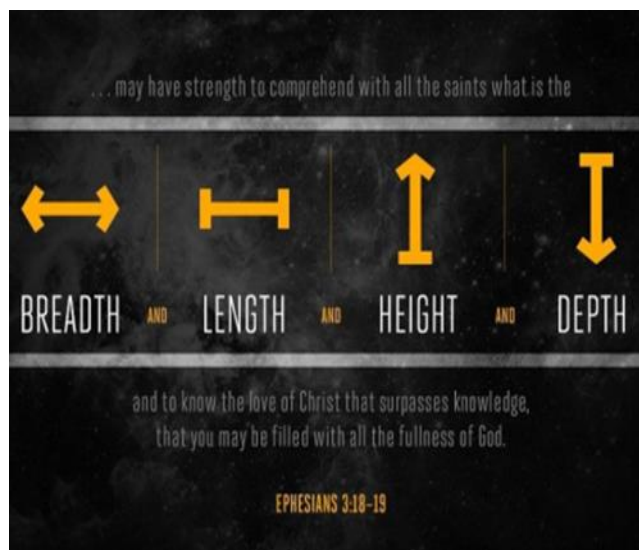 ... may have strength to comprehend with all the saints what is the
BREADTH AND LENGTH AND HEIGHT AND DEPTH
and to know the love of Christ that surpasses knowledge,
that you may be filled with all the fullness of God.
EPHESIANS 3:18-19